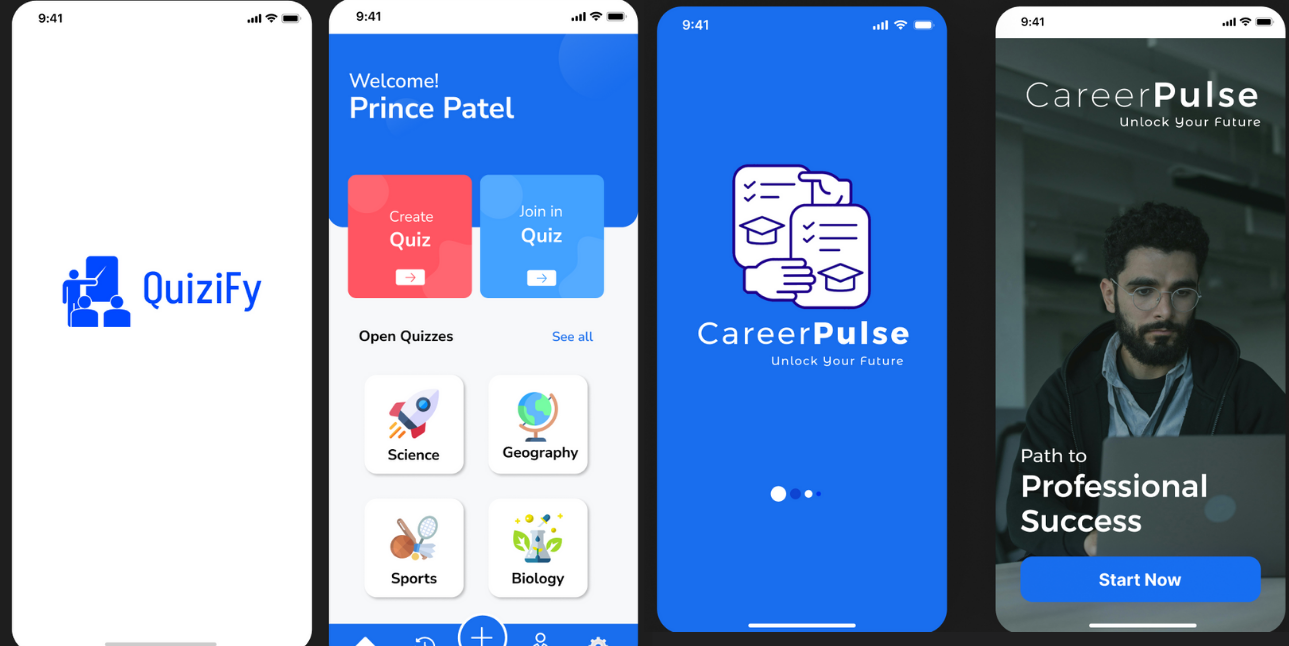 9:41
QuiziFy
9:41
Welcome!
Prince Patel
Create
Quiz
Join in
Quiz
Open Quizzes
See all
Science
Geography
Sports
Biology
9:41
CareerPulse
Unlock Your Future
9:41
CareerPulse
Unlock Your Future
Path to
Professional
Success
Start Now